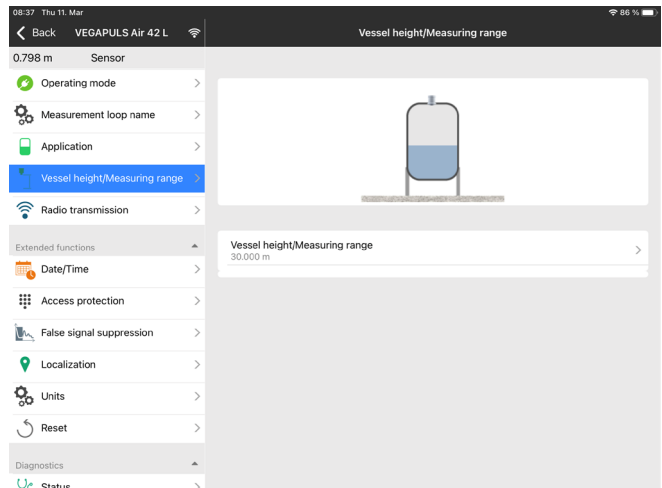 08:37 Thu 11. Mar
86 %
Back VEGAPULS Air 42 L
Vessel height/Measuring range
0.798 m Sensor
Operating mode
Measurement loop name
Application
Vessel height/Measuring range
Radio transmission
Extended functions
Date/Time
Access protection
False signal suppression
Localization
Units
Reset
Diagnostics
Status
Vessel height/Measuring range
30.000 m